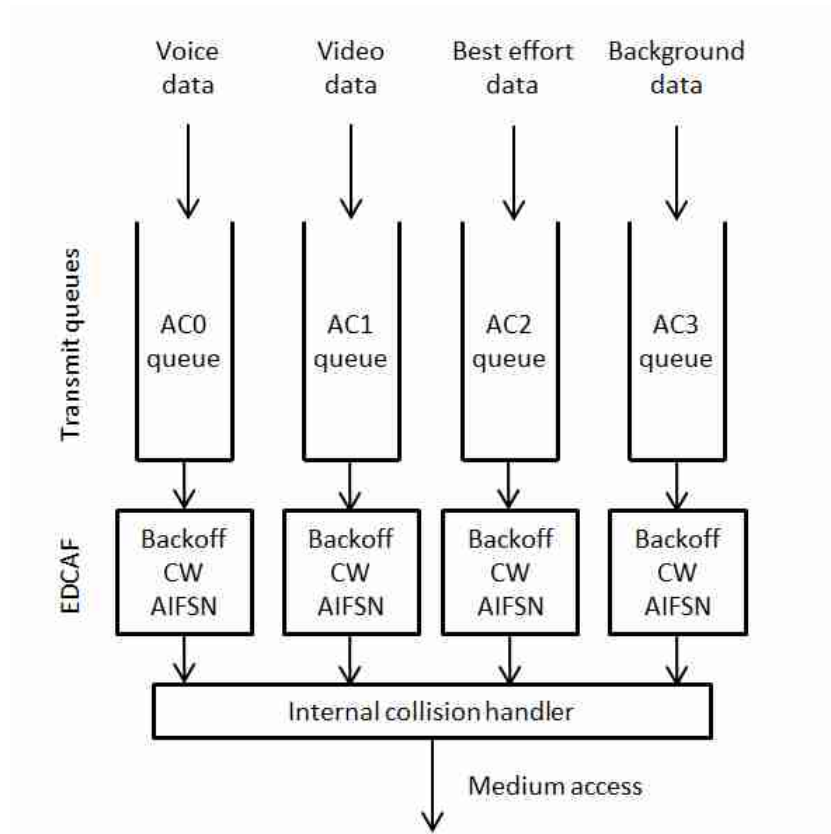 Voice
data
Video
data
Best effort
data
Background
data
Transmit queues
AC0
queue
AC1
queue
AC2
queue
AC3
queue
EDCAF
Backoff
CW
AIFSN
Backoff
CW
AIFSN
Backoff
CW
AIFSN
Backoff
CW
AIFSN
Internal collision handler
Medium access